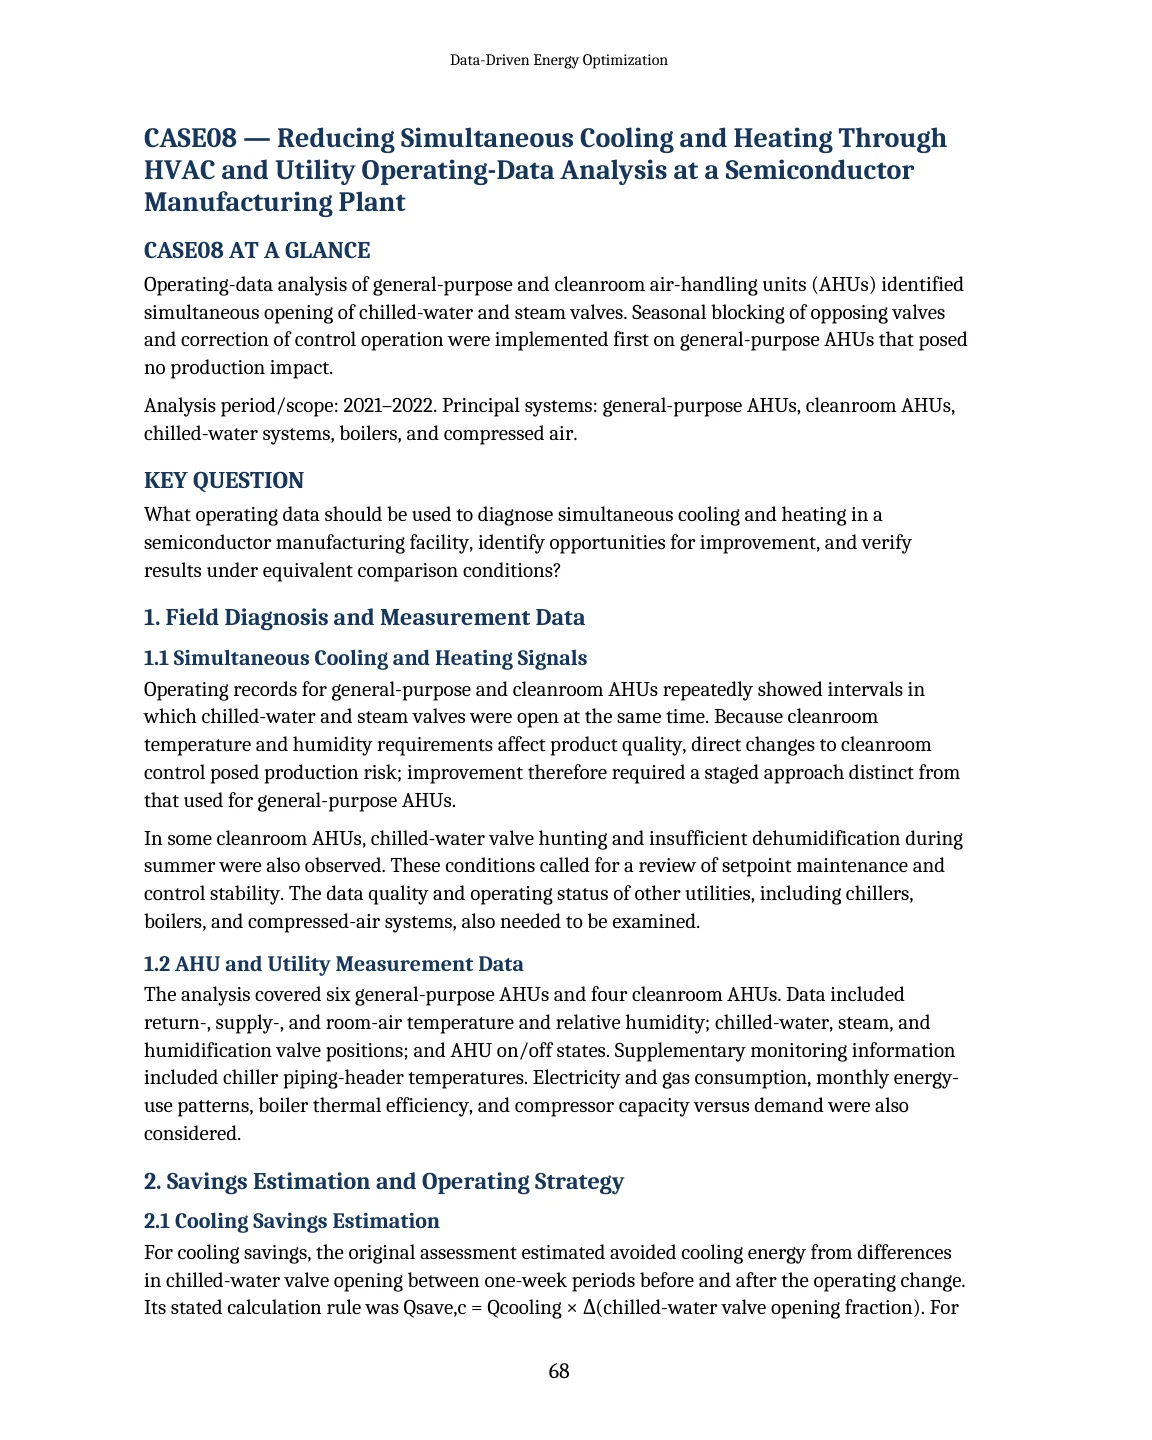 Data-Driven Energy Optimization
CASE08 — Reducing Simultaneous Cooling and Heating Through
HVAC and Utility Operating-Data Analysis at a Semiconductor
Manufacturing Plant
CASE08 AT A GLANCE
Operating-data analysis of general-purpose and cleanroom air-handling units (AHUs) identified
simultaneous opening of chilled-water and steam valves. Seasonal blocking of opposing valves
and correction of control operation were implemented first on general-purpose AHUs that posed
no production impact.
Analysis period/scope: 2021–2022. Principal systems: general-purpose AHUs, cleanroom AHUs,
chilled-water systems, boilers, and compressed air.
KEY QUESTION
What operating data should be used to diagnose simultaneous cooling and heating in a
semiconductor manufacturing facility, identify opportunities for improvement, and verify
results under equivalent comparison conditions?
1. Field Diagnosis and Measurement Data
1.1 Simultaneous Cooling and Heating Signals
Operating records for general-purpose and cleanroom AHUs repeatedly showed intervals in
which chilled-water and steam valves were open at the same time. Because cleanroom
temperature and humidity requirements affect product quality, direct changes to cleanroom
control posed production risk; improvement therefore required a staged approach distinct from
that used for general-purpose AHUs.
In some cleanroom AHUs, chilled-water valve hunting and insufficient dehumidification during
summer were also observed. These conditions called for a review of setpoint maintenance and
control stability. The data quality and operating status of other utilities, including chillers,
boilers, and compressed-air systems, also needed to be examined.
1.2 AHU and Utility Measurement Data
The analysis covered six general-purpose AHUs and four cleanroom AHUs. Data included
return-, supply-, and room-air temperature and relative humidity; chilled-water, steam, and
humidification valve positions; and AHU on/off states. Supplementary monitoring information
included chiller piping-header temperatures. Electricity and gas consumption, monthly energy-
use patterns, boiler thermal efficiency, and compressor capacity versus demand were also
considered.
2. Savings Estimation and Operating Strategy
2.1 Cooling Savings Estimation
For cooling savings, the original assessment estimated avoided cooling energy from differences
in chilled-water valve opening between one-week periods before and after the operating change.
Its stated calculation rule was Qsave,c = Qcooling × Δ(chilled-water valve opening fraction). For
68